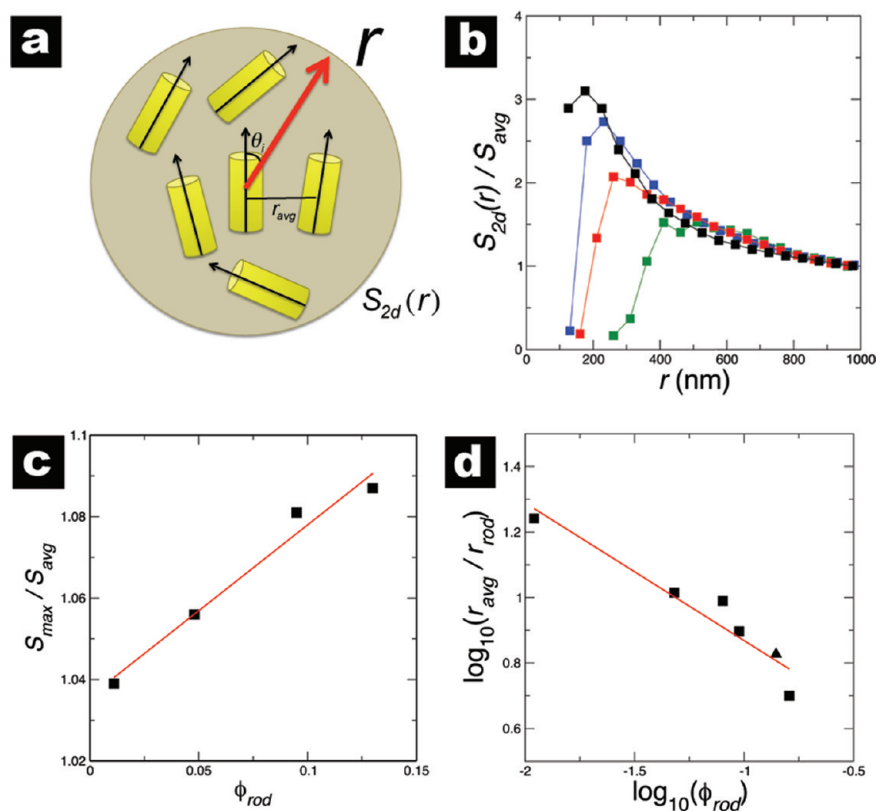 a
r
θi
ravg
S2d(r)
b
S2d(r) / Savg
4
3
2
1
0
0 200 400 600 800 1000
r (nm)
c
Smax / Savg
1.1
1.08
1.06
1.04
1.02
0 0.05 0.1 0.15
ϕrod
d
log10(ravg / rrod)
1.4
1.2
1
0.8
0.6
-2 -1.5 -1 -0.5
log10(ϕrod)